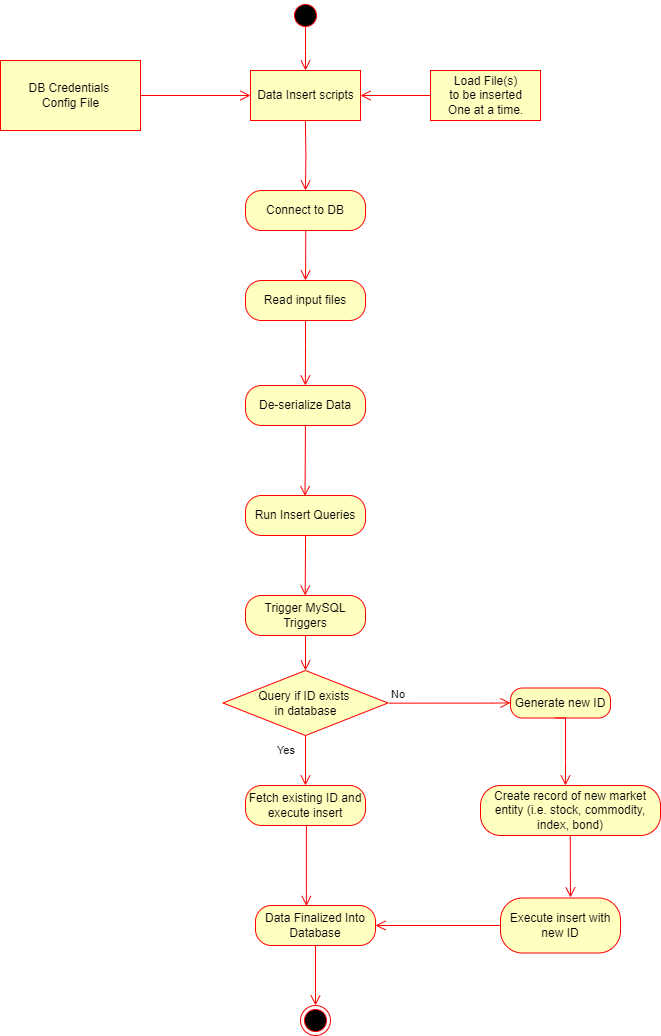 DB Credentials
Config File
Data Insert scripts
Load File(s)
to be inserted
One at a time.
Connect to DB
Read input files
De-serialize Data
Run Insert Queries
Trigger MySQL
Triggers
Query if ID exists
in database
No
Generate new ID
Yes
Fetch existing ID and
execute insert
Create record of new market
entity (i.e. stock, commodity,
index, bond)
Data Finalized Into
Database
Execute insert with
new ID